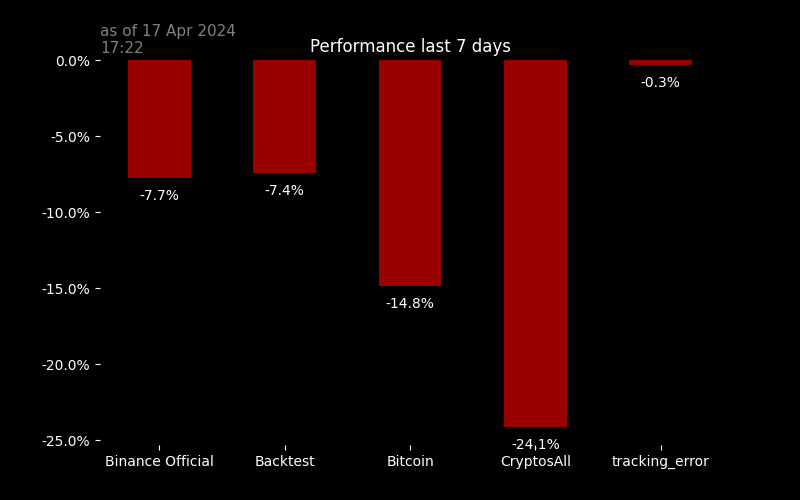 as of 17 Apr 2024
17:22
Performance last 7 days
0.0%
-5.0%
-10.0%
-15.0%
-20.0%
-25.0%
-7.7%
-7.4%
-14.8%
-24.1%
-0.3%
Binance Official
Backtest
Bitcoin
CryptosAll
tracking_error